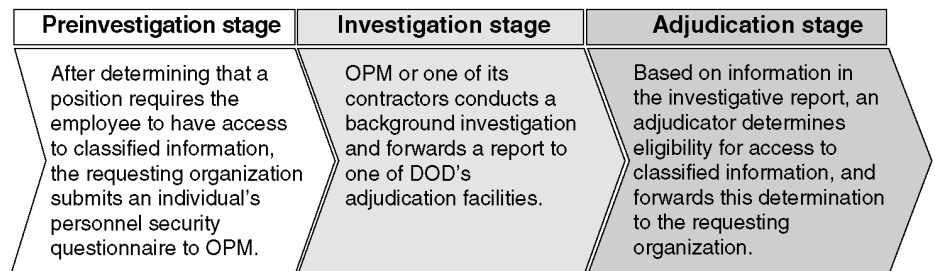 Preinvestigation stage
After determining that a
position requires the
employee to have access
to classified information,
the requesting organization
submits an individual's
personnel security
questionnaire to OPM.
Investigation stage
OPM or one of its
contractors conducts a
background investigation
and forwards a report to
one of DOD's
adjudication facilities.
Adjudication stage
Based on information in
the investigative report, an
adjudicator determines
eligibility for access to
classified information, and
forwards this determination
to the requesting
organization.